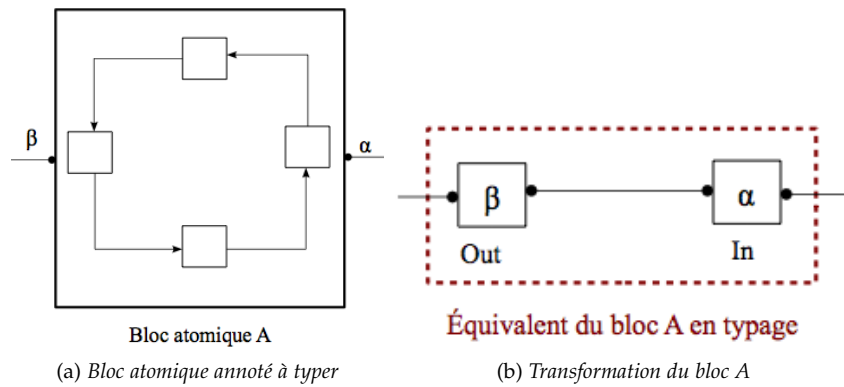 β
α
Bloc atomique A
(a) Bloc atomique annoté à typer
β
α
Out
In
Équivalent du bloc A en typage
(b) Transformation du bloc A